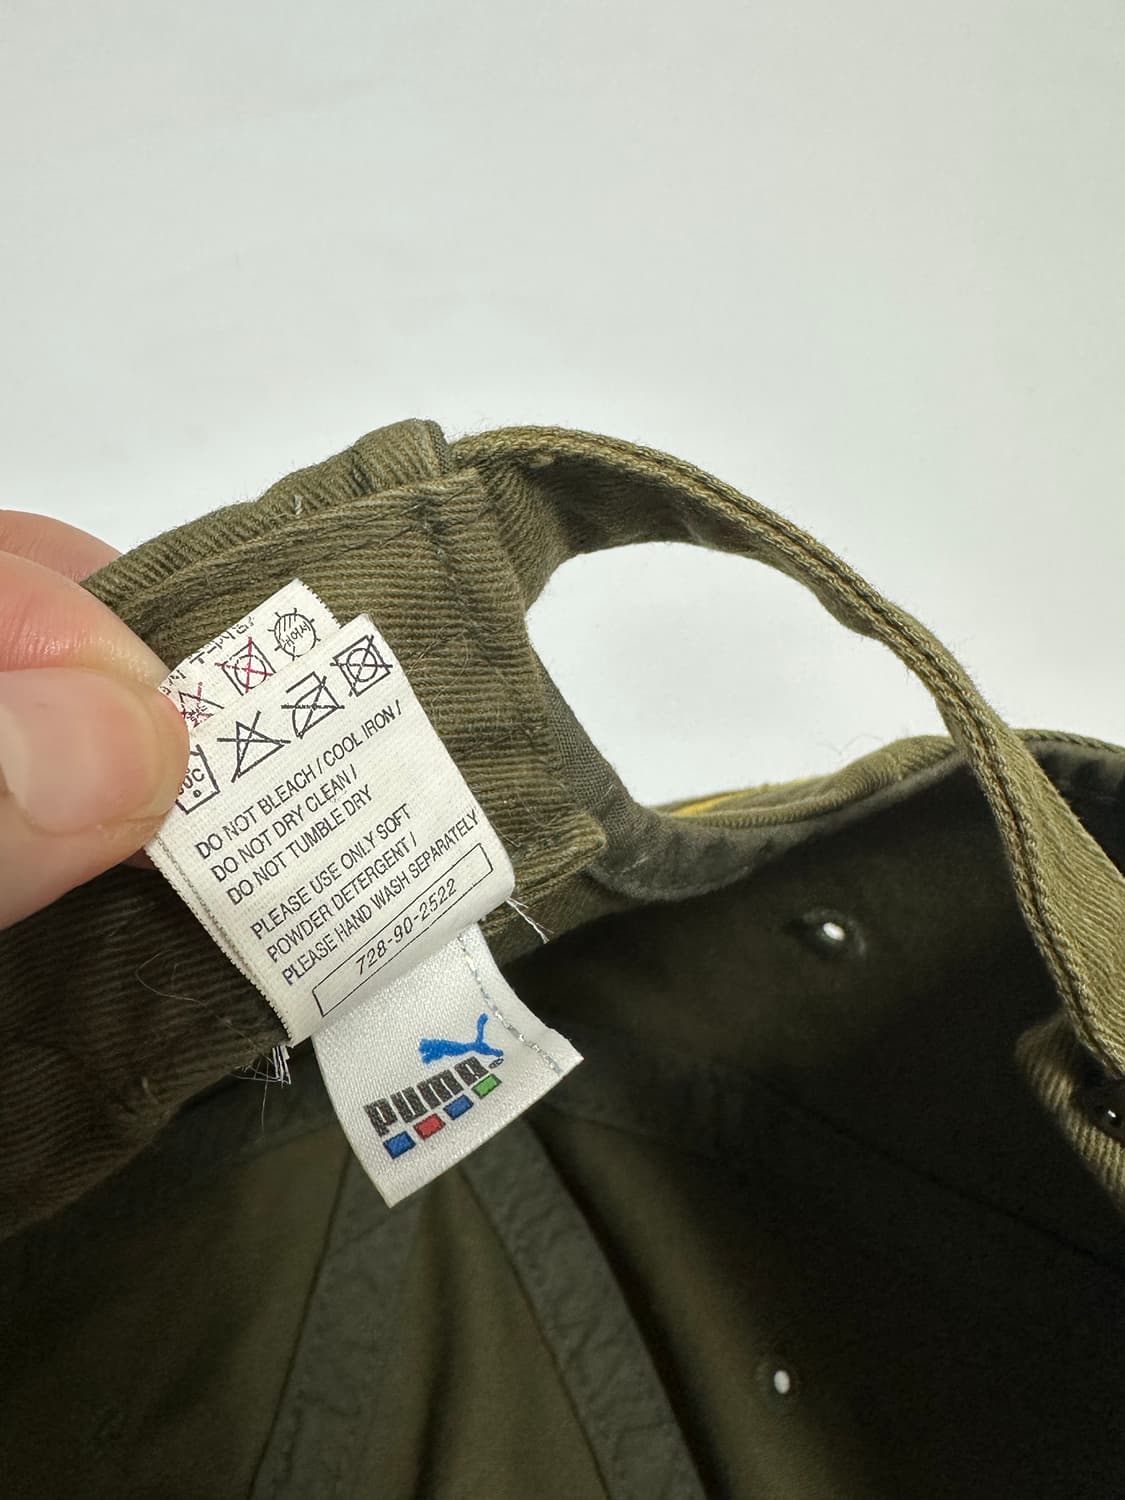 DO NOT BLEACH / COOL IRON /
DO NOT DRY CLEAN /
DO NOT TUMBLE DRY
PLEASE USE ONLY SOFT
POWDER DETERGENT /
PLEASE HAND WASH SEPARATELY
728-90-2522
puma